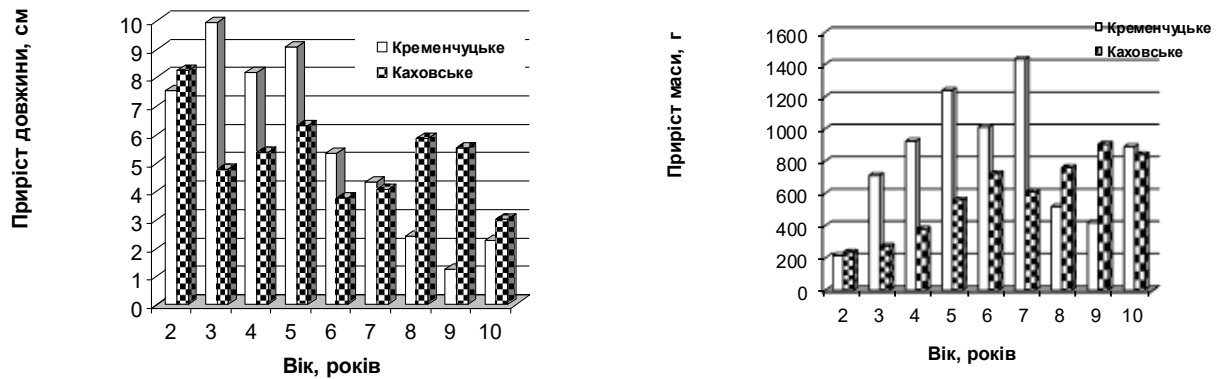 Приріст довжини, см
10
9
8
7
6
5
4
3
2
1
0
Кременчуцьке
Каховське
2 3 4 5 6 7 8 9 10
Вік, років
Приріст маси, г
1600
1400
1200
1000
800
600
400
200
0
Кременчуцьке
Каховське
2 3 4 5 6 7 8 9 10
Вік, років